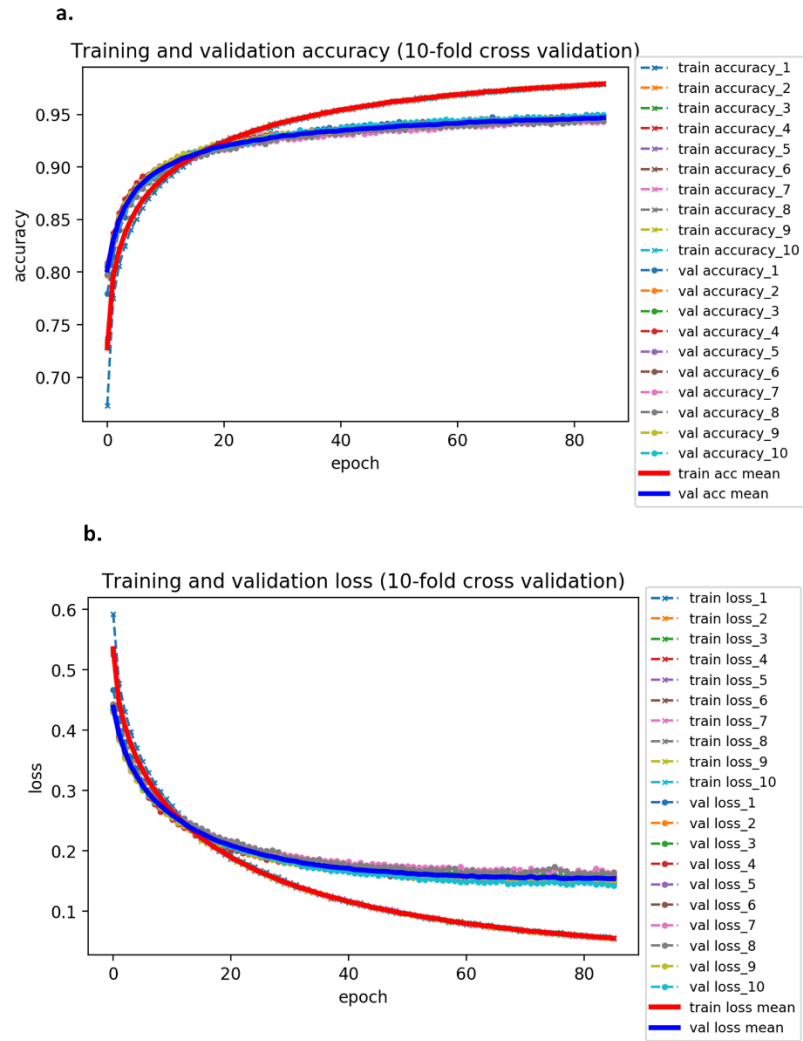 a.
Training and validation accuracy (10-fold cross validation)
0.95
0.90
0.85
0.80
0.75
0.70
accuracy
0 20 40 60 80
epoch
train accuracy_1
train accuracy_2
train accuracy_3
train accuracy_4
train accuracy_5
train accuracy_6
train accuracy_7
train accuracy_8
train accuracy_9
train accuracy_10
val accuracy_1
val accuracy_2
val accuracy_3
val accuracy_4
val accuracy_5
val accuracy_6
val accuracy_7
val accuracy_8
val accuracy_9
val accuracy_10
train acc mean
val acc mean
b.
Training and validation loss (10-fold cross validation)
0.6
0.5
0.4
0.3
0.2
0.1
loss
0 20 40 60 80
epoch
train loss_1
train loss_2
train loss_3
train loss_4
train loss_5
train loss_6
train loss_7
train loss_8
train loss_9
train loss_10
val loss_1
val loss_2
val loss_3
val loss_4
val loss_5
val loss_6
val loss_7
val loss_8
val loss_9
val loss_10
train loss mean
val loss mean